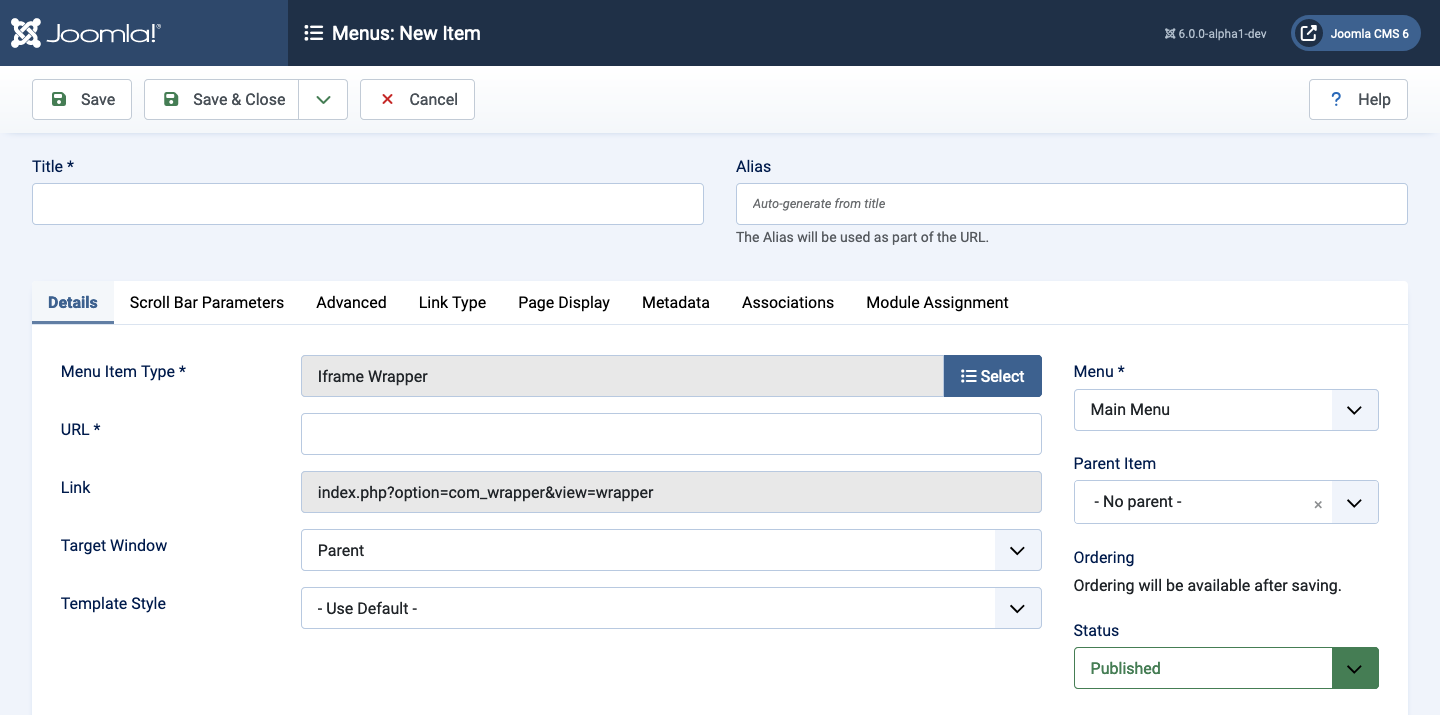 Joomla!®
Menus: New Item
6.0.0-alpha1-dev
Joomla CMS 6
Save
Save & Close
Cancel
? Help
Title *
Alias
Auto-generate from title
The Alias will be used as part of the URL.
Details Scroll Bar Parameters Advanced Link Type Page Display Metadata Associations Module Assignment
Menu Item Type *
Iframe Wrapper
Select
URL *
Link
index.php?option=com_wrapper&view=wrapper
Target Window
Parent
Template Style
- Use Default -
Menu *
Main Menu
Parent Item
- No parent - ×
Ordering
Ordering will be available after saving.
Status
Published